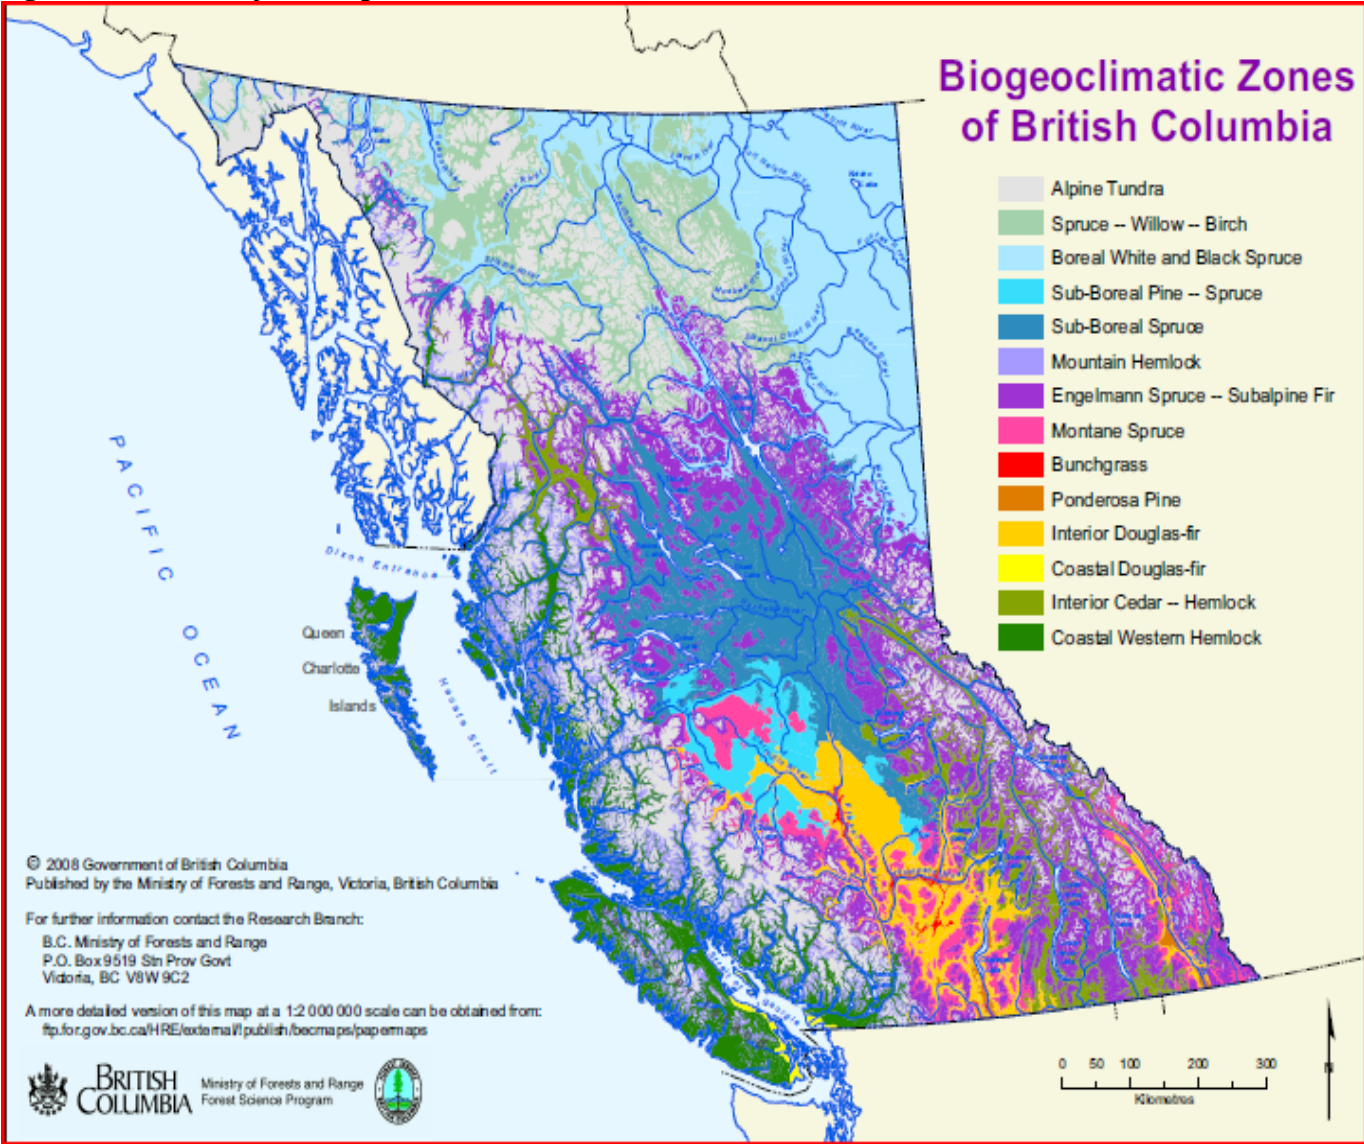 Biogeoclimatic Zones
of British Columbia
Alpine Tundra
Spruce -- Willow -- Birch
Boreal White and Black Spruce
Sub-Boreal Pine -- Spruce
Sub-Boreal Spruce
Mountain Hemlock
Engelmann Spruce -- Subalpine Fir
Montane Spruce
Bunchgrass
Ponderosa Pine
Interior Douglas-fir
Coastal Douglas-fir
Interior Cedar -- Hemlock
Coastal Western Hemlock
PACIFIC OCEAN
Dixon Entrance
Queen
Charlotte
Islands
Hecate Strait
Georgia
© 2008 Government of British Columbia
Published by the Ministry of Forests and Range, Victoria, British Columbia
For further information contact the Research Branch:
B.C. Ministry of Forests and Range
P.O. Box 9519 Stn Prov Govt
Victoria, BC V8W 9C2
A more detailed version of this map at a 1:2 000 000 scale can be obtained from:
ftp.for.gov.bc.ca/HRE/external/!publish/becmaps/papermaps
BRITISH
COLUMBIA
Ministry of Forests and Range
Forest Science Program
0 50 100 200 300
Kilometres
N